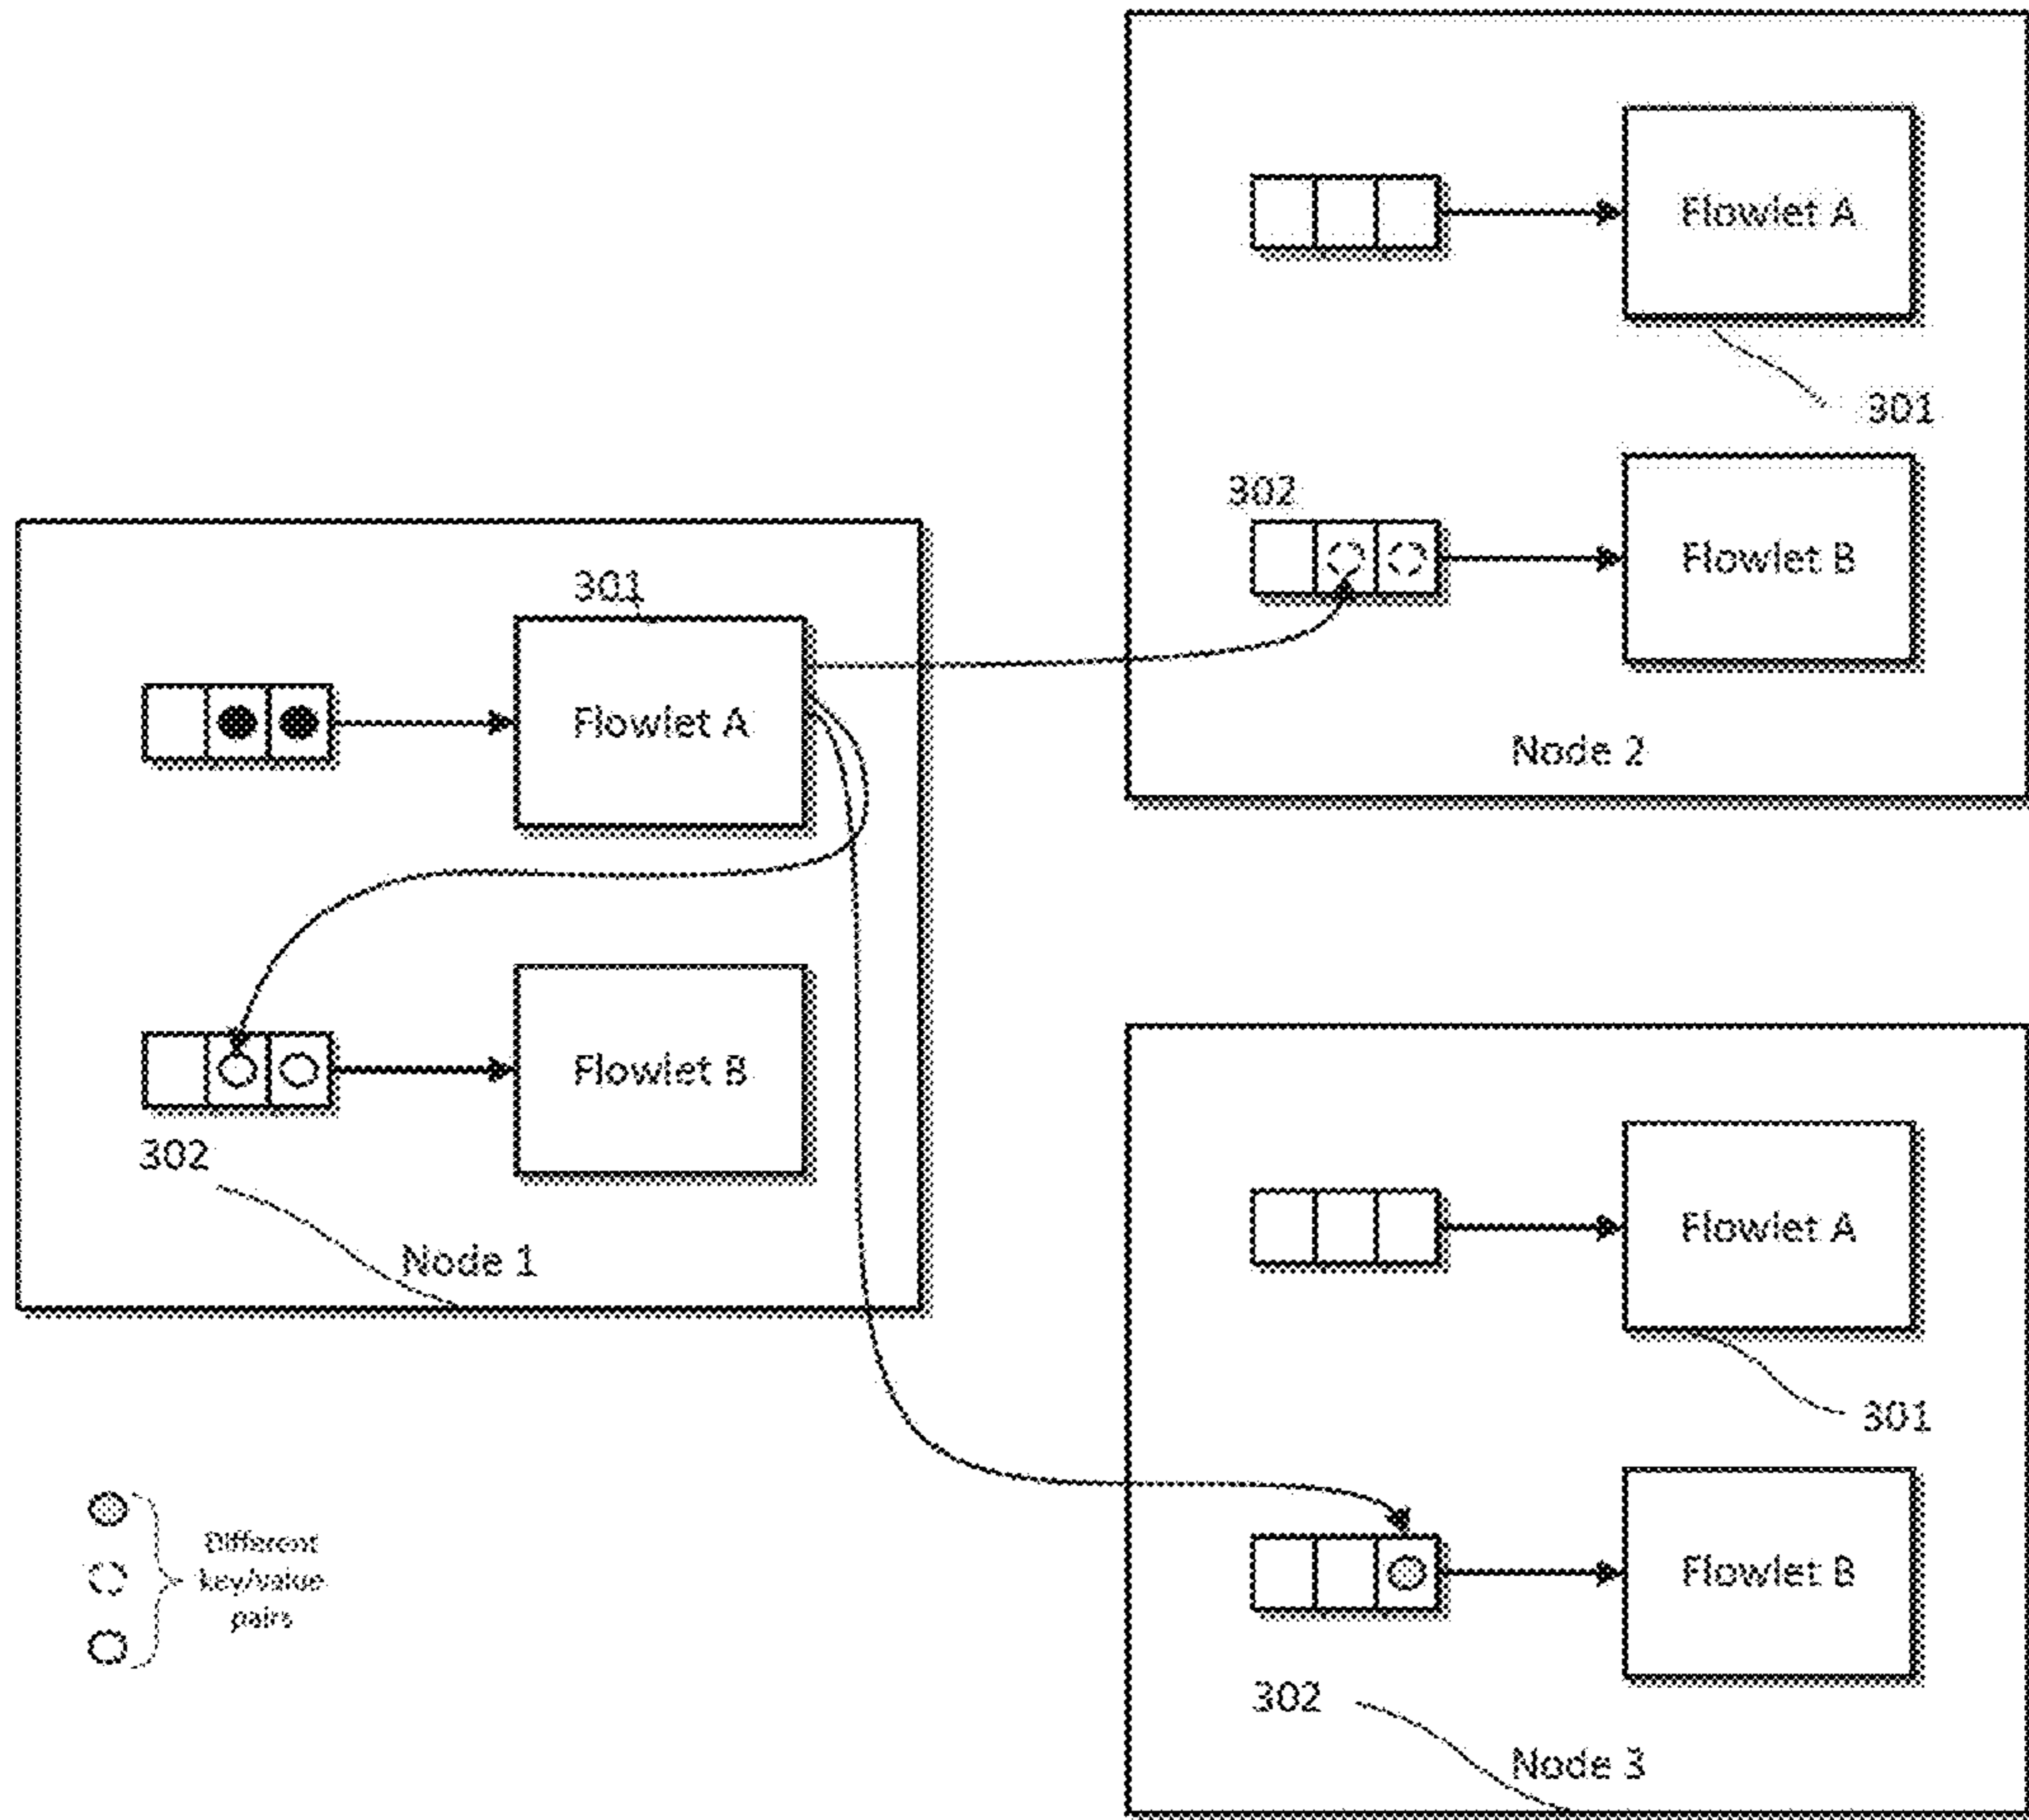 Flowlet A
301
302
Flowlet B
Node 2
301
Flowlet A
Flowlet B
302
Node 1
Flowlet A
301
Flowlet B
302
Node 3
Different
key/value
pairs